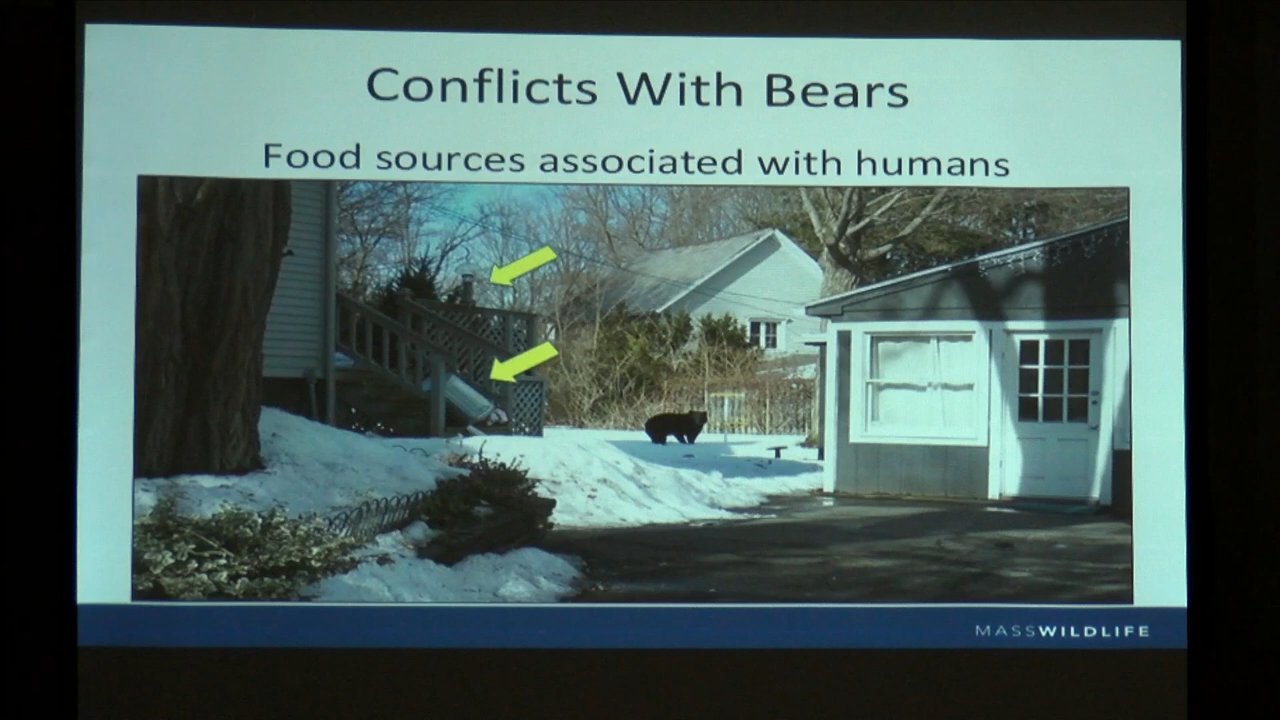 Conflicts With Bears
Food sources associated with humans
MASSWILDLIFE